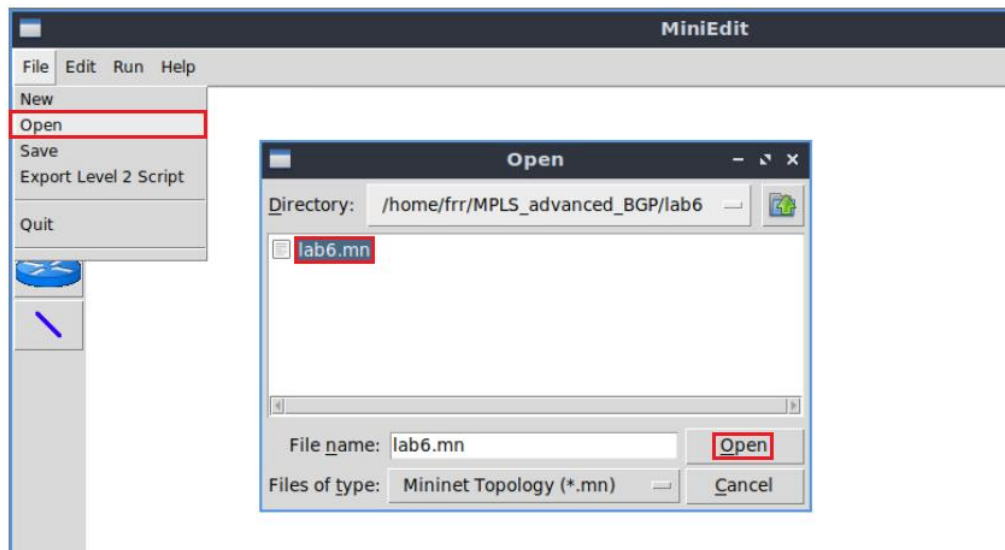 MiniEdit
File Edit Run Help
New
Open
Save
Export Level 2 Script
Quit
Open
Directory: /home/frr/MPLS_advanced_BGP/lab6
lab6.mn
File name: lab6.mn Open
Files of type: Mininet Topology (*.mn) Cancel